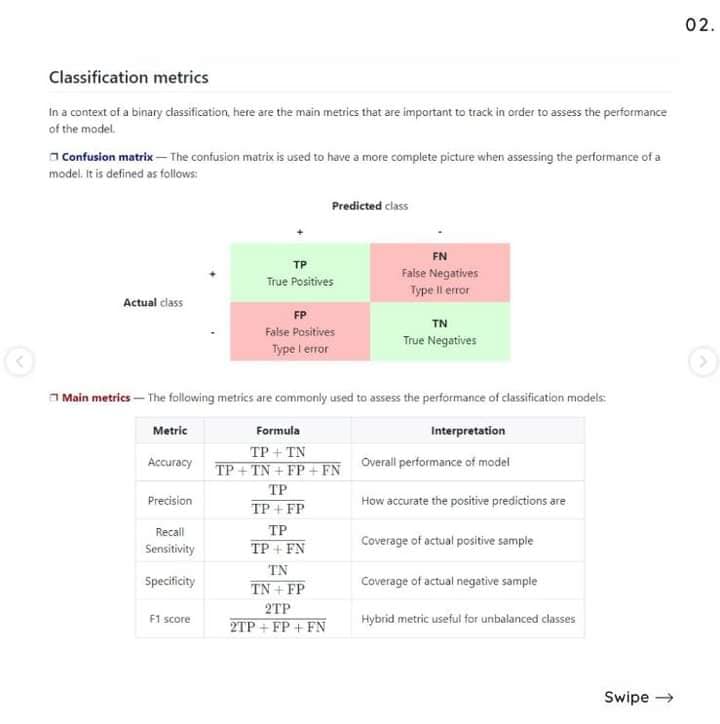 02.
Classification metrics
In a context of a binary classification, here are the main metrics that are important to track in order to assess the performance
of the model.
❐ Confusion matrix — The confusion matrix is used to have a more complete picture when assessing the performance of a
model. It is defined as follows:
Predicted class
+ -
+ TP FN
True Positives False Negatives
Type II error
Actual class
- FP TN
False Positives True Negatives
Type I error
❐ Main metrics — The following metrics are commonly used to assess the performance of classification models:
Metric Formula Interpretation
Accuracy TP + TN / TP + TN + FP + FN Overall performance of model
Precision TP / TP + FP How accurate the positive predictions are
Recall
Sensitivity TP / TP + FN Coverage of actual positive sample
Specificity TN / TN + FP Coverage of actual negative sample
F1 score 2TP / 2TP + FP + FN Hybrid metric useful for unbalanced classes
Swipe →